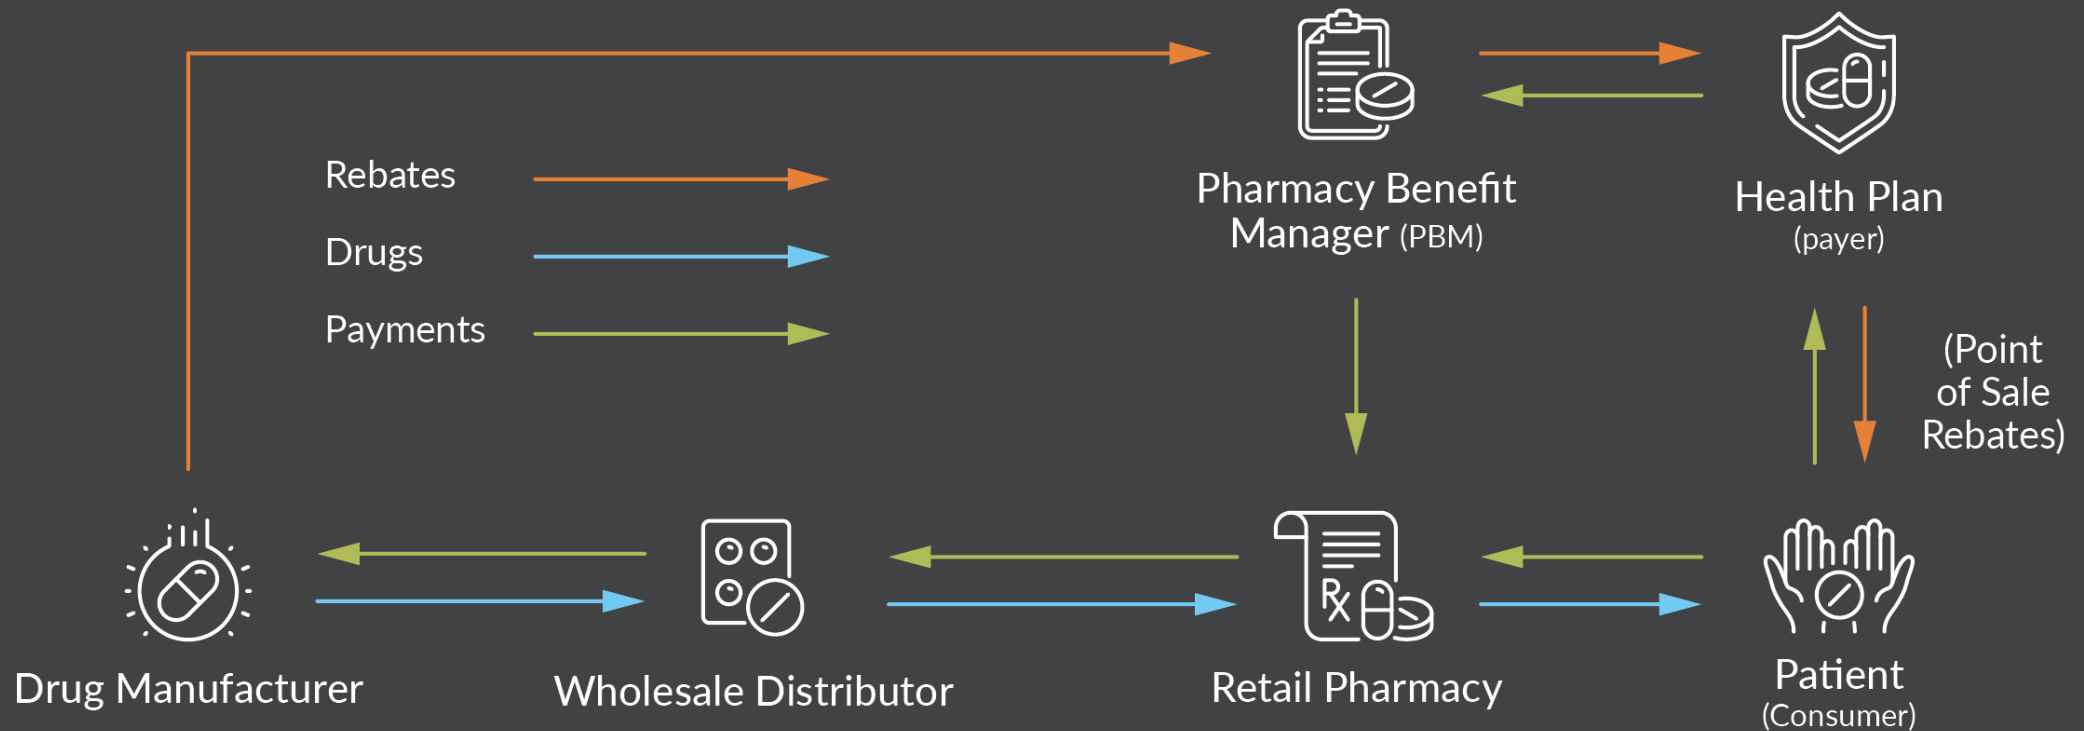 Rebates
Drugs
Payments
Pharmacy Benefit
Manager (PBM)
Health Plan
(payer)
(Point
of Sale
Rebates)
Rx
Drug Manufacturer
Wholesale Distributor
Retail Pharmacy
Patient
(Consumer)